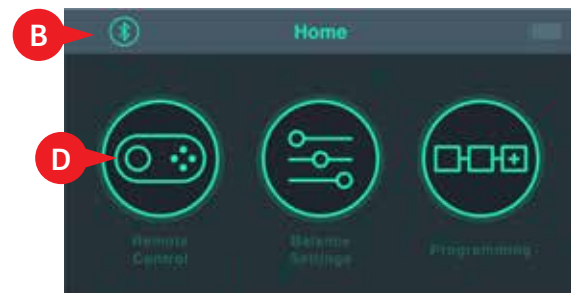 B
Home
D
Remote
Control
Balance
Settings
Programming